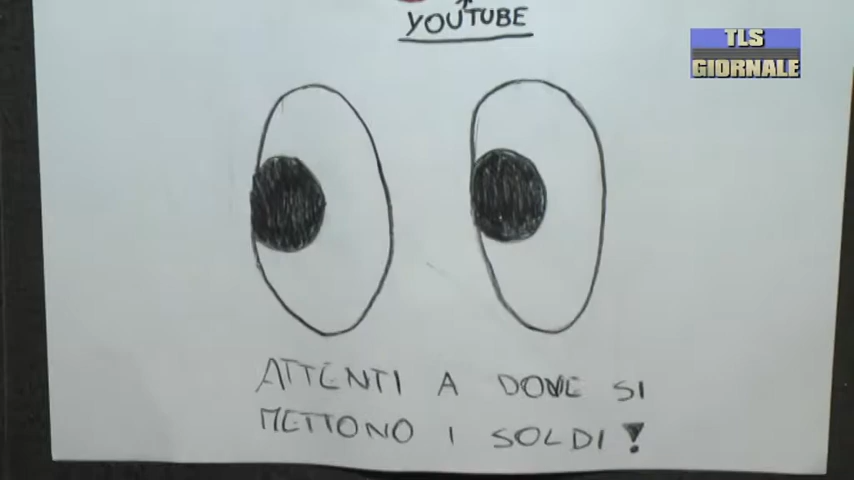 YOUTUBE
TLS
GIORNALE
ATTENTI A DOVE SI
METTONO I SOLDI!